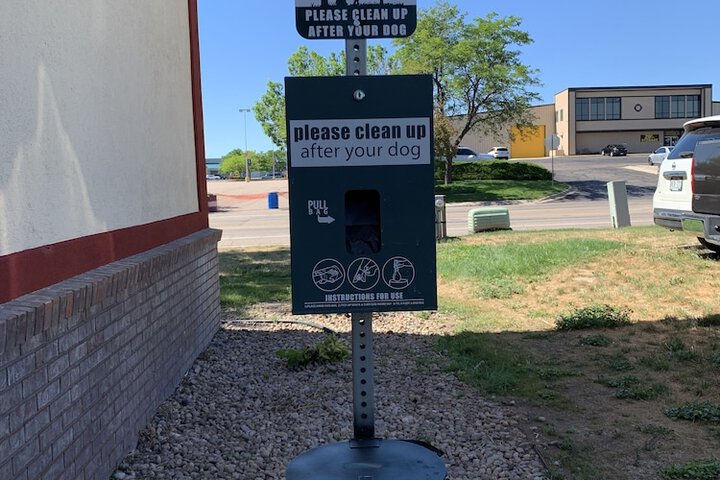 PLEASE CLEAN UP
AFTER YOUR DOG
please clean up
after your dog
PULL
BAG
INSTRUCTIONS FOR USE